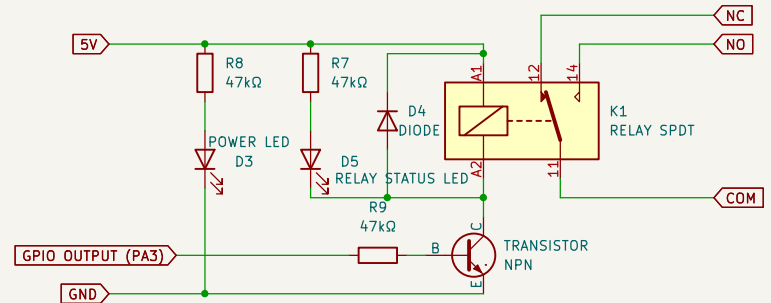 NC
5V
NO
R8
47kΩ
R7
47kΩ
A1
12
14
D4
DIODE
K1
RELAY SPDT
POWER LED
D3
D5
RELAY STATUS LED
A2
11
COM
R9
47kΩ
C
TRANSISTOR
NPN
B
GPIO OUTPUT (PA3)
E
GND